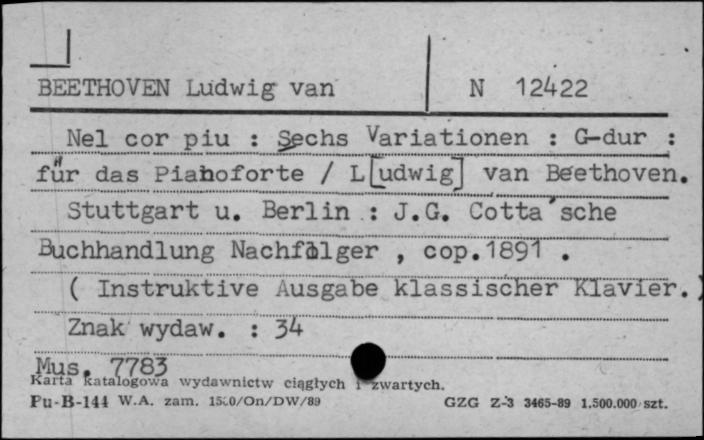 BEETHOVEN Ludwig van N 12422
Nel cor piu : Sechs Variationen : G-dur :
für das Pianoforte / L[udwig] van Beethoven.
Stuttgart u. Berlin : J.G. Cotta'sche
Buchhandlung Nachfolger , cop.1891 .
( Instruktive Ausgabe klassischer Klavier.)
Znak wydaw. : 34
Mus. 7783
Karta katalogowa wydawnictw ciągłych i zwartych.
Pu-B-144 W.A. zam. /On/DW/89 GZG Z-3 3465-89 1.500.000 szt.